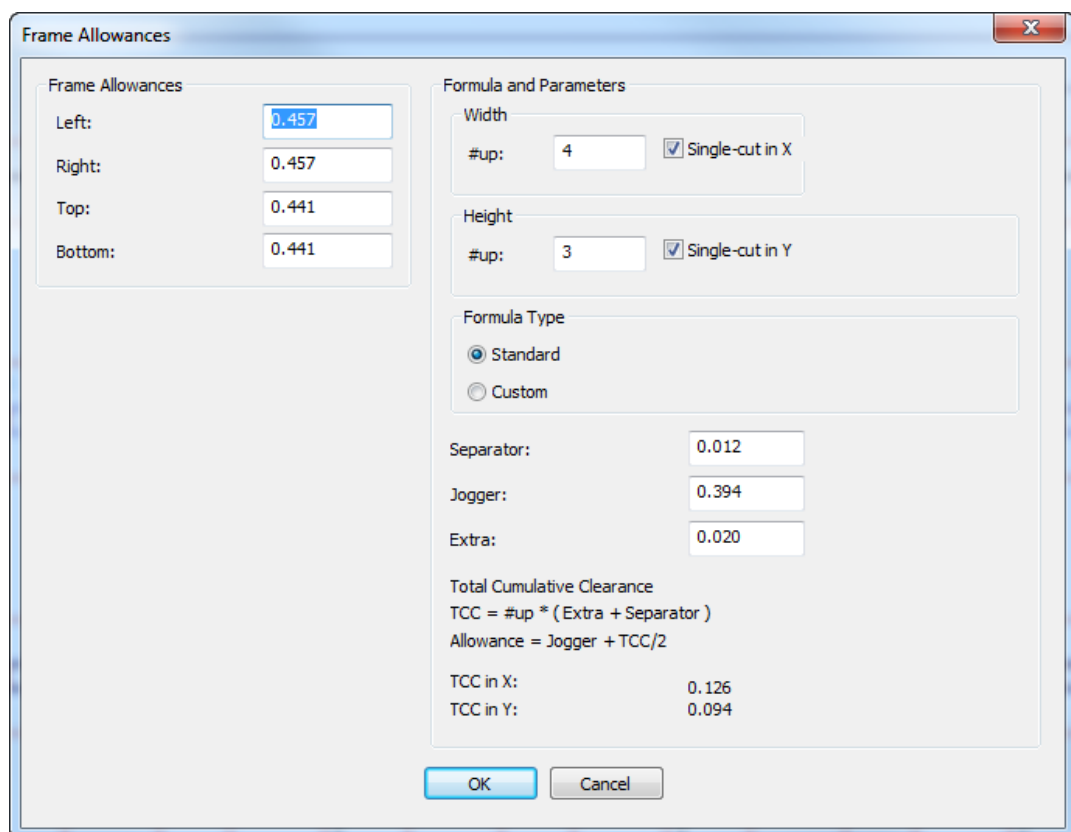 Frame Allowances
Frame Allowances
Left: 0.457
Right: 0.457
Top: 0.441
Bottom: 0.441
Formula and Parameters
Width
#up: 4 Single-cut in X
Height
#up: 3 Single-cut in Y
Formula Type
Standard
Custom
Separator: 0.012
Jogger: 0.394
Extra: 0.020
Total Cumulative Clearance
TCC = #up * ( Extra + Separator )
Allowance = Jogger + TCC/2
TCC in X: 0.126
TCC in Y: 0.094
OK Cancel